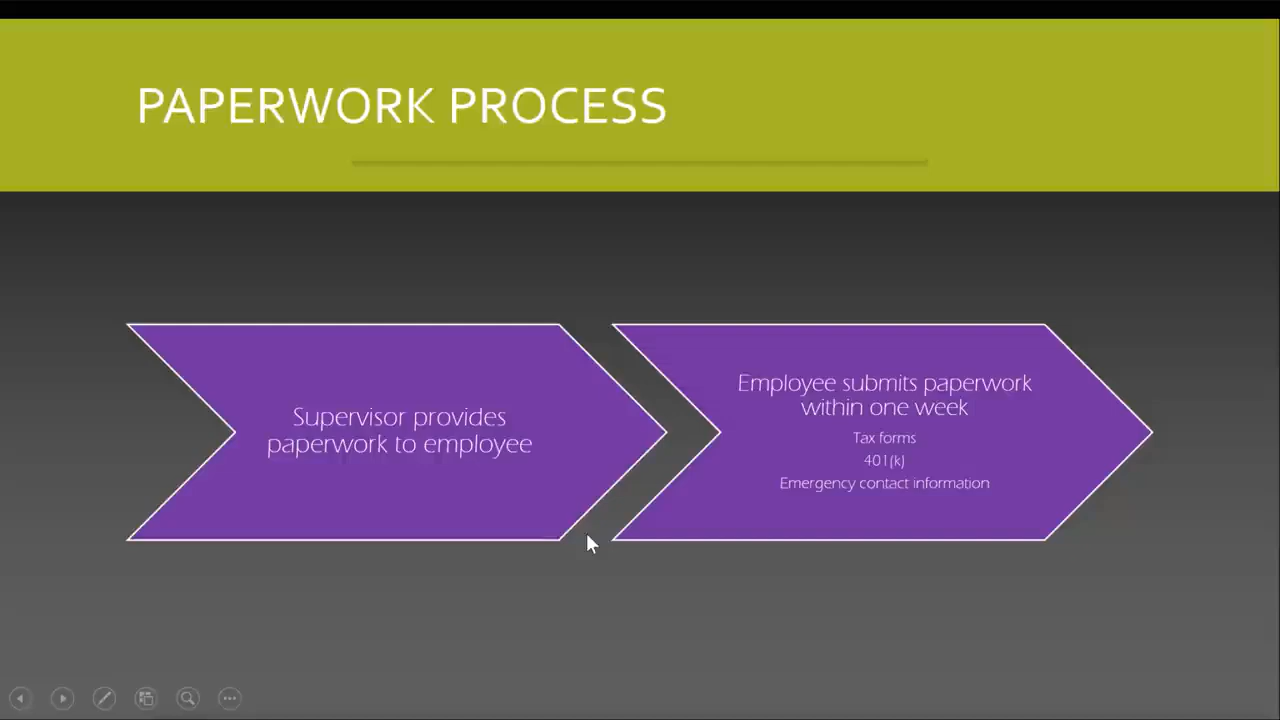 PAPERWORK PROCESS
Supervisor provides
paperwork to employee
Employee submits paperwork
within one week
Tax forms
401(k)
Emergency contact information